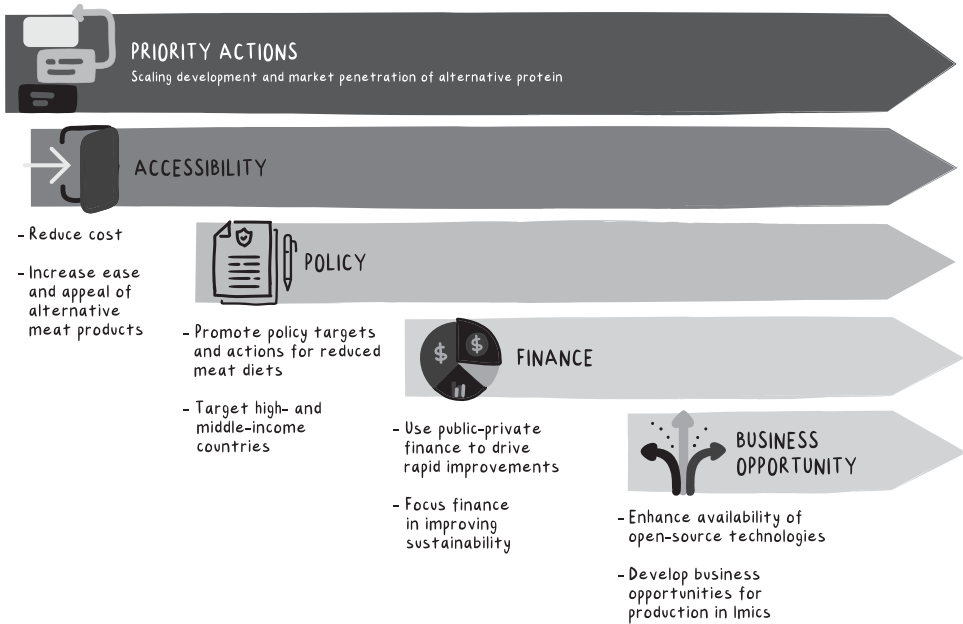 PRIORITY ACTIONS
Scaling development and market penetration of alternative protein
ACCESSIBILITY
- Reduce cost
- Increase ease
and appeal of
alternative
meat products
POLICY
- Promote policy targets
and actions for reduced
meat diets
- Target high- and
middle-income
countries
$
$
FINANCE
- Use public-private
finance to drive
rapid improvements
- Focus finance
in improving
sustainability
BUSINESS
OPPORTUNITY
- Enhance availability of
open-source technologies
- Develop business
opportunities for
production in lmics